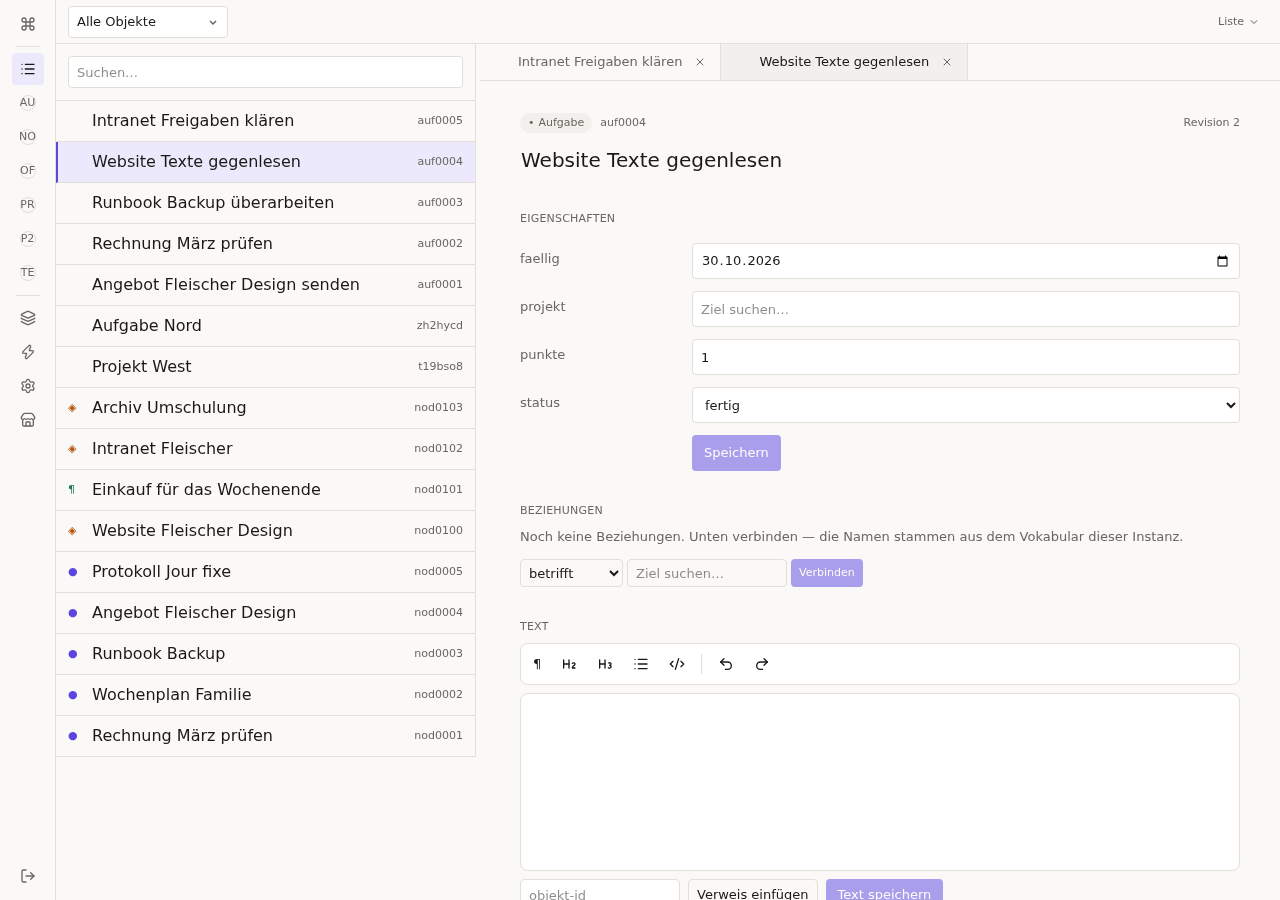 Alle Objekte
Liste
AU
NO
OF
PR
P2
TE
Suchen…
Intranet Freigaben klären auf0005
Website Texte gegenlesen auf0004
Runbook Backup überarbeiten auf0003
Rechnung März prüfen auf0002
Angebot Fleischer Design senden auf0001
Aufgabe Nord zh2hycd
Projekt West t19bso8
Archiv Umschulung nod0103
Intranet Fleischer nod0102
¶ Einkauf für das Wochenende nod0101
Website Fleischer Design nod0100
Protokoll Jour fixe nod0005
Angebot Fleischer Design nod0004
Runbook Backup nod0003
Wochenplan Familie nod0002
Rechnung März prüfen nod0001
Intranet Freigaben klären × Website Texte gegenlesen ×
• Aufgabe auf0004 Revision 2
Website Texte gegenlesen
EIGENSCHAFTEN
faellig 30.10.2026
projekt Ziel suchen…
punkte 1
status fertig
Speichern
BEZIEHUNGEN
Noch keine Beziehungen. Unten verbinden — die Namen stammen aus dem Vokabular dieser Instanz.
betrifft Ziel suchen… Verbinden
TEXT
¶ H2 H3
objekt-id Verweis einfügen Text speichern